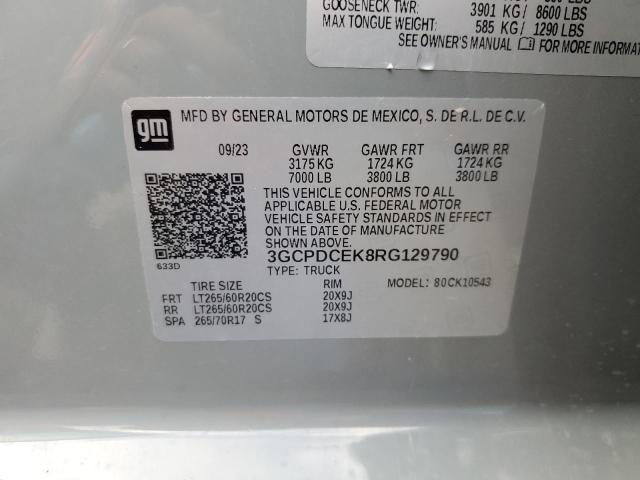 GOOSENECK TWR: 3901 KG / 8600 LBS
MAX TONGUE WEIGHT: 585 KG / 1290 LBS
SEE OWNER'S MANUAL FOR MORE INFORMAT
gm
MFD BY GENERAL MOTORS DE MEXICO, S. DE R.L. DE C.V.
09/23 GVWR GAWR FRT GAWR RR
3175 KG 1724 KG 1724 KG
7000 LB 3800 LB 3800 LB
THIS VEHICLE CONFORMS TO ALL
APPLICABLE U.S. FEDERAL MOTOR
VEHICLE SAFETY STANDARDS IN EFFECT
ON THE DATE OF MANUFACTURE
SHOWN ABOVE.
3GCPDCEK8RG129790
633D TYPE: TRUCK
TIRE SIZE RIM MODEL: 80CK10543
FRT LT265/60R20CS 20X9J
RR LT265/60R20CS 20X9J
SPA 265/70R17 S 17X8J